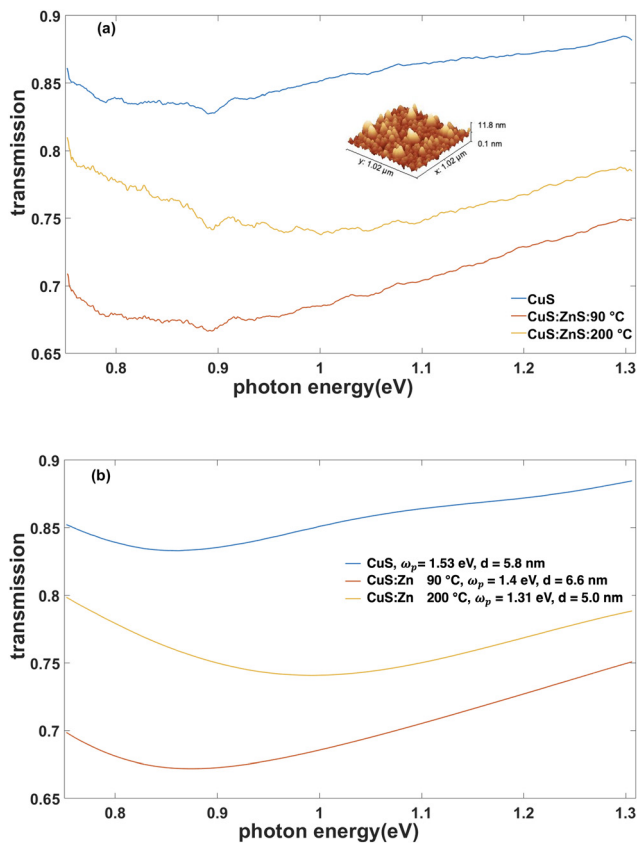 (a)
0.9
0.85
0.8
0.75
0.7
0.65
transmission
11.8 nm
0.1 nm
y: 1.02 µm
x: 1.02 µm
CuS
CuS:ZnS:90 °C
CuS:ZnS:200 °C
0.8 0.9 1 1.1 1.2 1.3
photon energy(eV)
(b)
0.9
0.85
0.8
0.75
0.7
0.65
transmission
CuS, ωₚ= 1.53 eV, d = 5.8 nm
CuS:Zn 90 °C, ωₚ = 1.4 eV, d = 6.6 nm
CuS:Zn 200 °C, ωₚ = 1.31 eV, d = 5.0 nm
0.8 0.9 1 1.1 1.2 1.3
photon energy(eV)